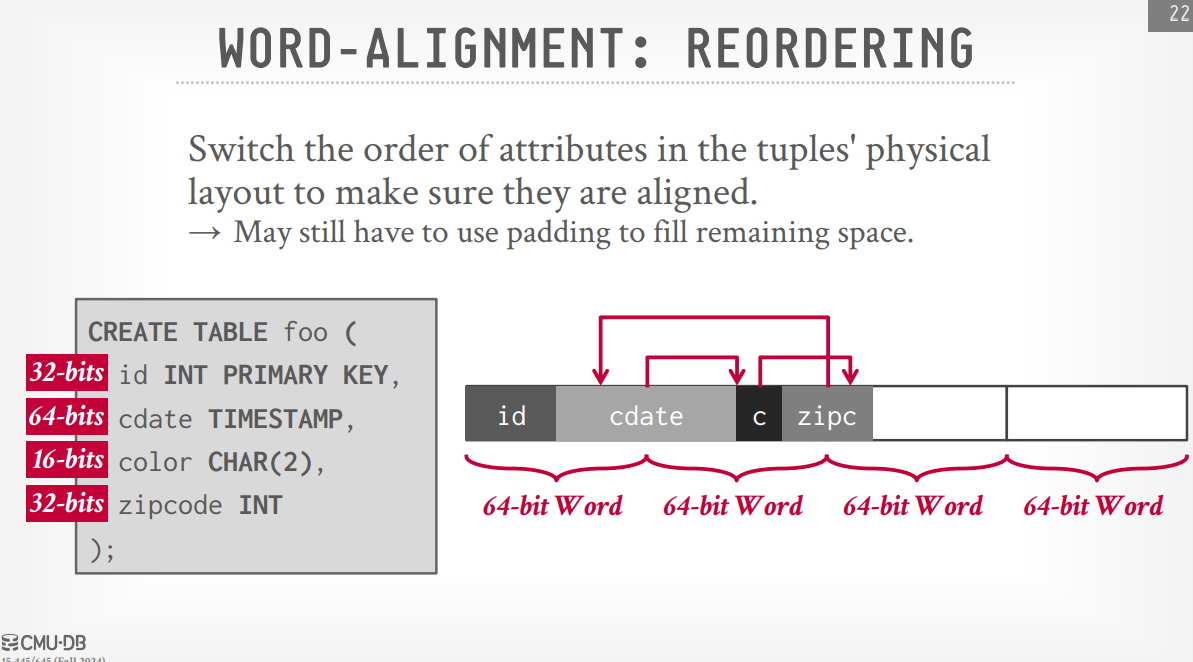 22
WORD-ALIGNMENT: REORDERING
Switch the order of attributes in the tuples' physical
layout to make sure they are aligned.
→ May still have to use padding to fill remaining space.
CREATE TABLE foo (
32-bits id INT PRIMARY KEY,
64-bits cdate TIMESTAMP,
16-bits color CHAR(2),
32-bits zipcode INT
);
id cdate c zipc
64-bit Word 64-bit Word 64-bit Word 64-bit Word
CMU·DB
15-445/645 (Fall 2024)